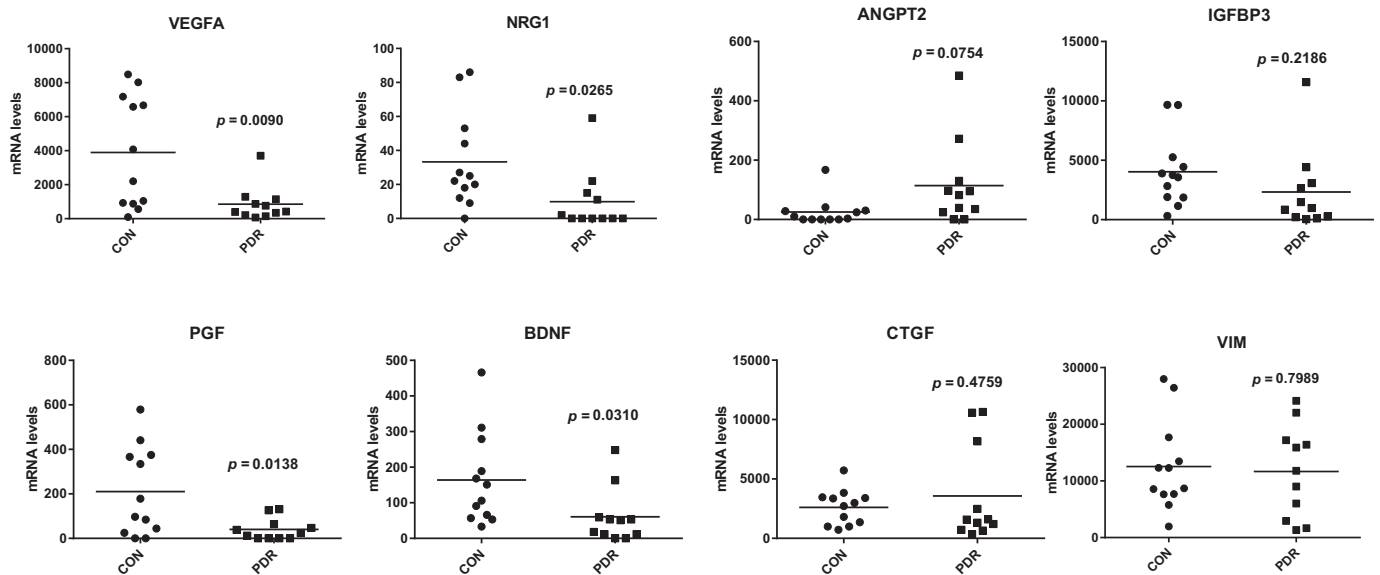 VEGFA
mRNA levels
10000
8000
6000
4000
2000
0
p = 0.0090
CON
PDR
NRG1
mRNA levels
100
80
60
40
20
0
p = 0.0265
CON
PDR
ANGPT2
mRNA levels
600
400
200
0
p = 0.0754
CON
PDR
IGFBP3
mRNA levels
15000
10000
5000
0
p = 0.2186
CON
PDR
PGF
mRNA levels
800
600
400
200
0
p = 0.0138
CON
PDR
BDNF
mRNA levels
500
400
300
200
100
0
p = 0.0310
CON
PDR
CTGF
mRNA levels
15000
10000
5000
0
p = 0.4759
CON
PDR
VIM
mRNA levels
30000
20000
10000
0
p = 0.7989
CON
PDR